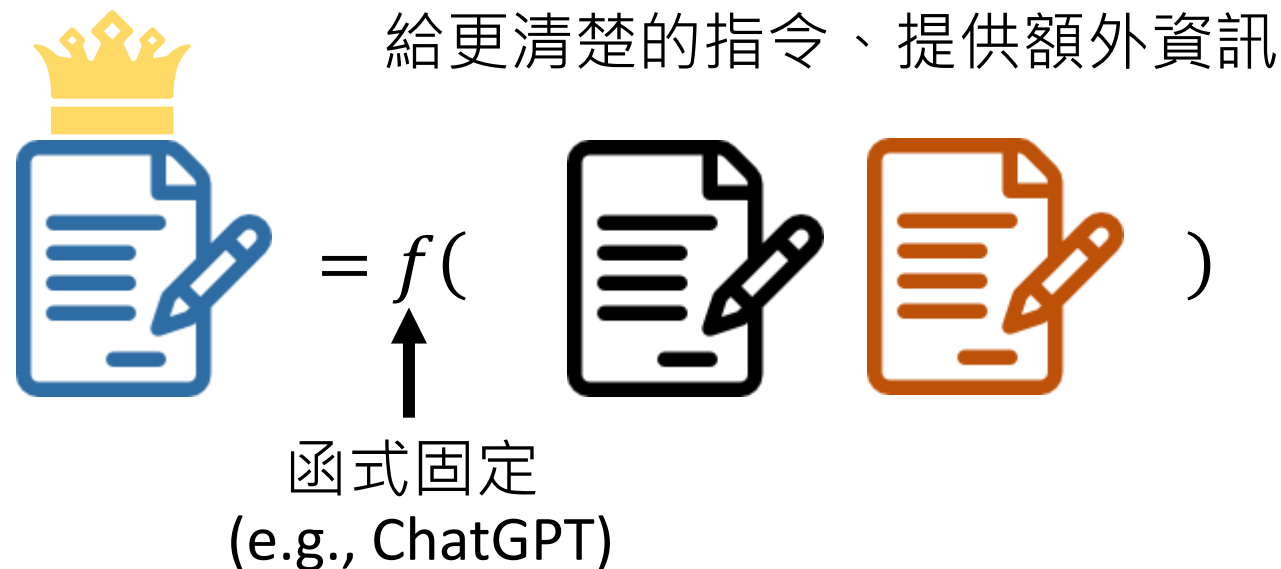 給更清楚的指令、提供額外資訊
= f( )
函式固定
(e.g., ChatGPT)